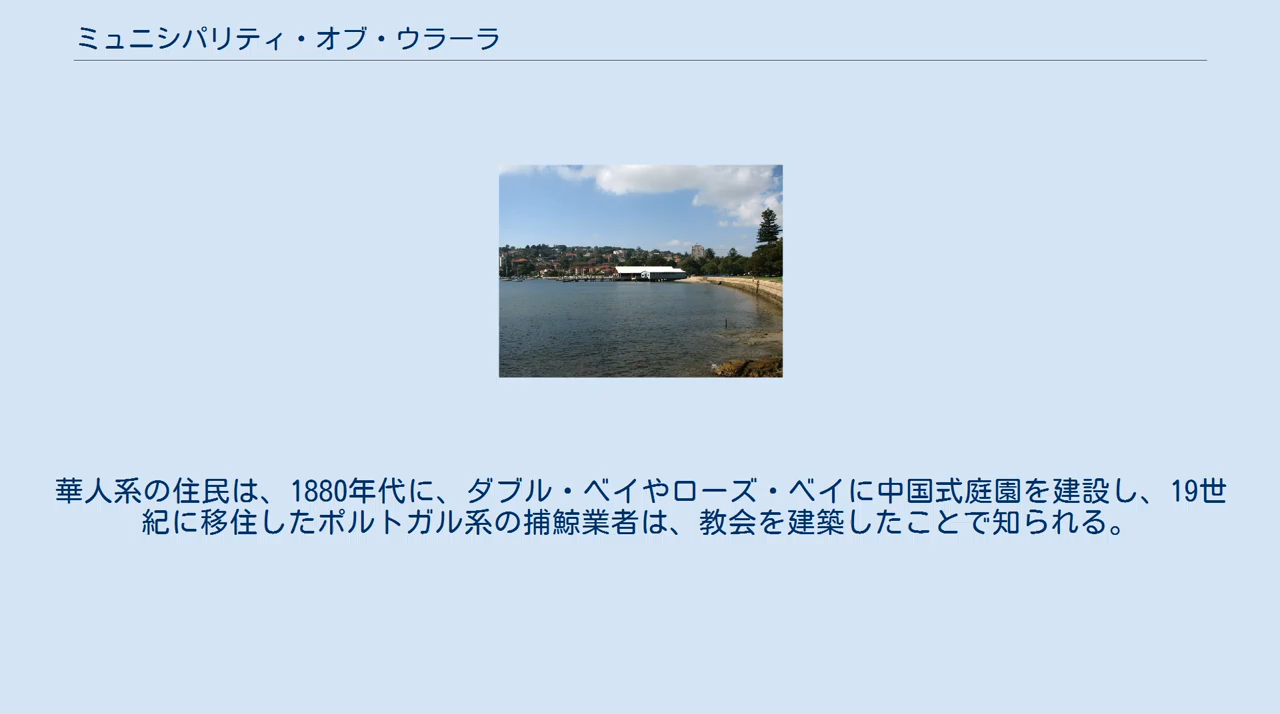 ミュニシパリティ・オブ・ウラーラ
華人系の住民は、1880年代に、ダブル・ベイやローズ・ベイに中国式庭園を建設し、19世
紀に移住したポルトガル系の捕鯨業者は、教会を建築したことで知られる。